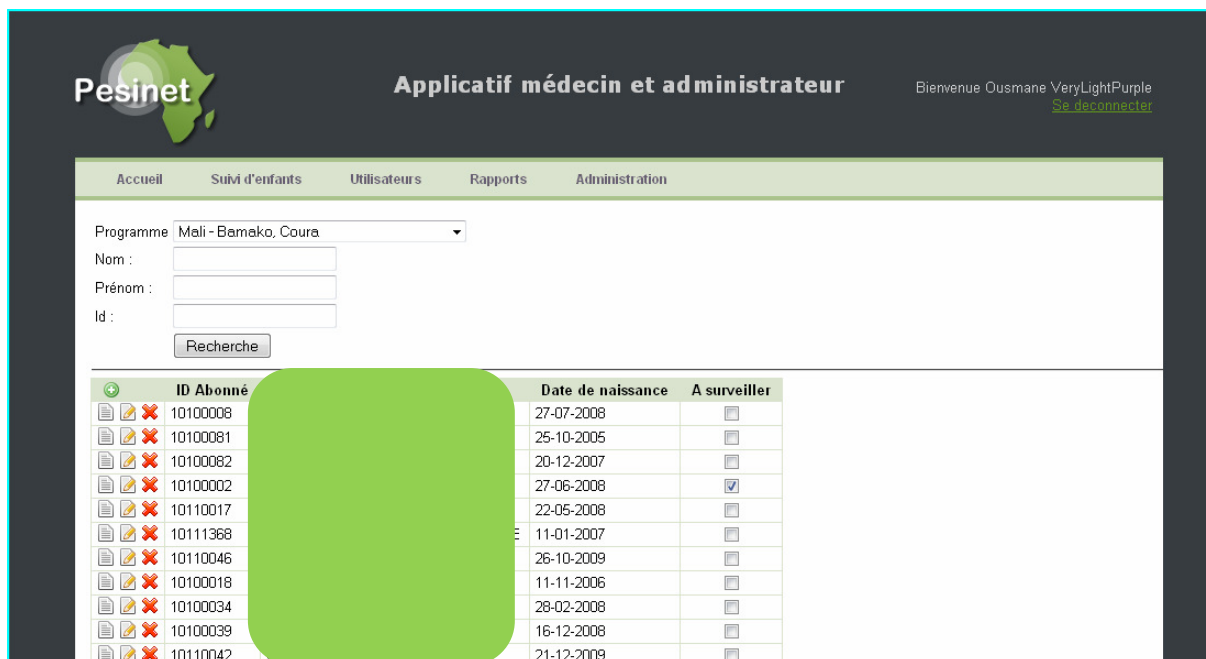 Pesinet
Applicatif médecin et administrateur
Bienvenue Ousmane VeryLightPurple
Se deconnecter
Accueil Suivi d'enfants Utilisateurs Rapports Administration
Programme Mali - Bamako, Coura
Nom :
Prénom :
Id :
Recherche
ID Abonné Date de naissance A surveiller
10100008 27-07-2008
10100081 25-10-2005
10100082 20-12-2007
10100002 27-06-2008
10110017 22-05-2008
10111368 E 11-01-2007
10110046 26-10-2009
10100018 11-11-2006
10100034 28-02-2008
10100039 16-12-2008
10110042 21-12-2009